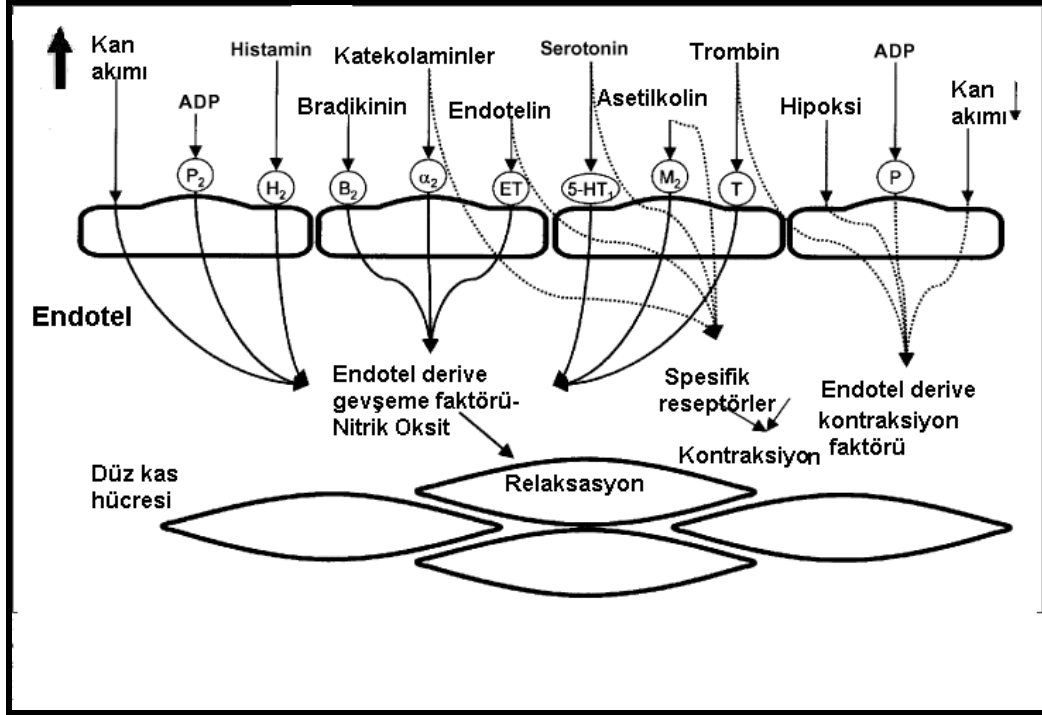 Kan
akımı
Histamin
Katekolaminler
Serotonin
Trombin
ADP
ADP
Bradikinin
Endotelin
Asetilkolin
Hipoksi
Kan
akımı
P2
H2
B2
α2
ET
5-HT1
M2
T
P
Endotel
Endotel derive
gevşeme faktörü-
Nitrik Oksit
Spesifik
reseptörler
Endotel derive
kontraksiyon
faktörü
Kontraksiyon
Düz kas
hücresi
Relaksasyon